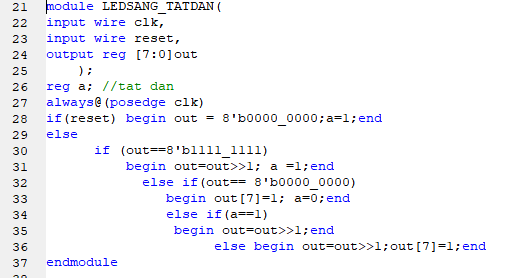 21 module LEDSANG_TATDAN(
22 input wire clk,
23 input wire reset,
24 output reg [7:0]out
25 );
26 reg a; //tat dan
27 always@(posedge clk)
28 if(reset) begin out = 8'b0000_0000;a=1;end
29 else
30 if (out==8'b1111_1111)
31 begin out=out>>1; a =1;end
32 else if(out== 8'b0000_0000)
33 begin out[7]=1; a=0;end
34 else if(a==1)
35 begin out=out>>1;end
36 else begin out=out>>1;out[7]=1;end
37 endmodule